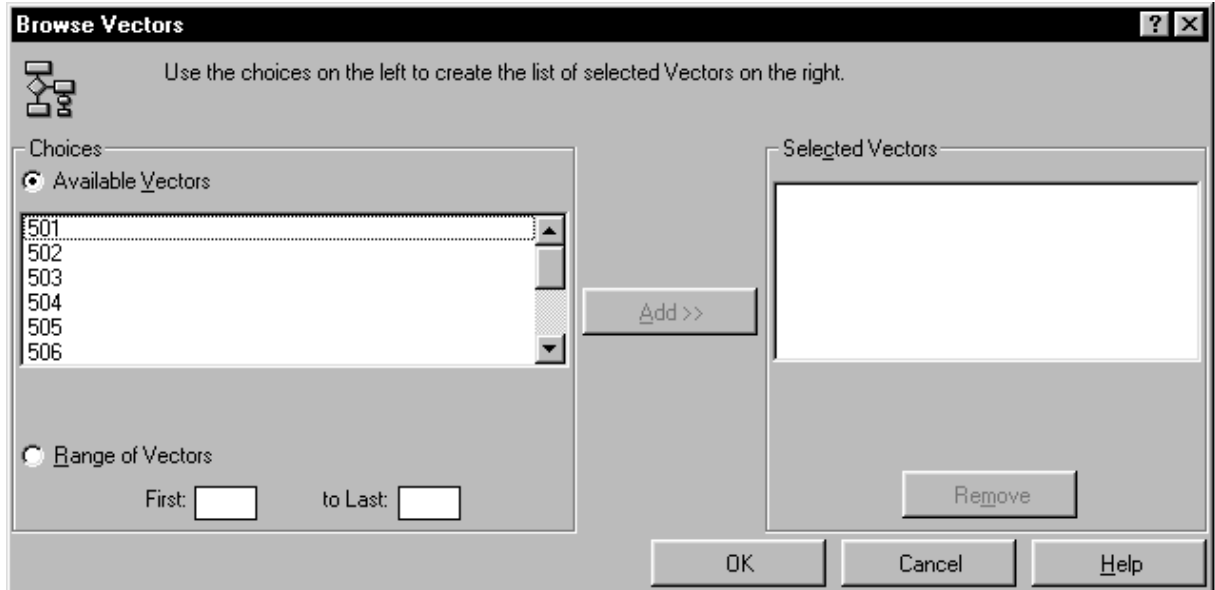 Browse Vectors
Use the choices on the left to create the list of selected Vectors on the right.
Choices
Available Vectors
501
502
503
504
505
506
Range of Vectors
First:
to Last:
Add >>
Selected Vectors
Remove
OK
Cancel
Help